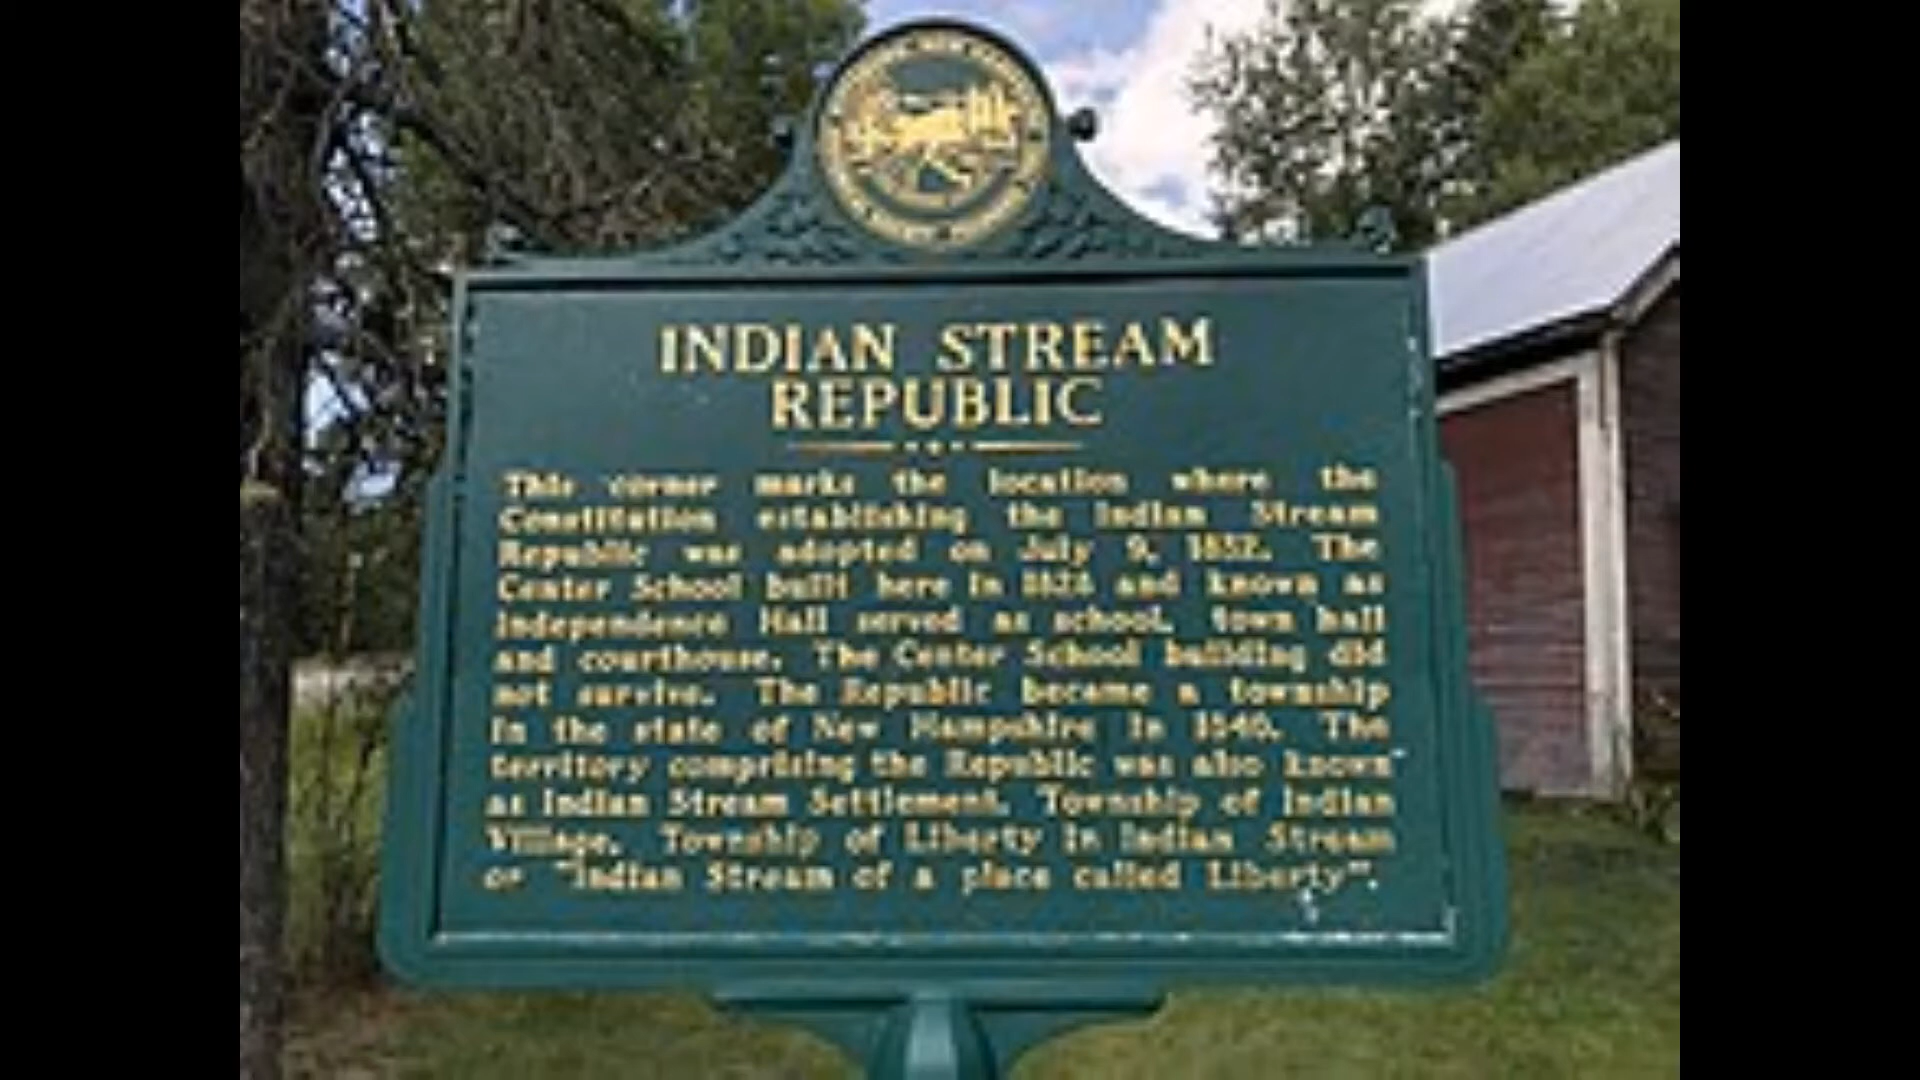 INDIAN STREAM
REPUBLIC
This corner marks the location where the
Constitution establishing the Indian Stream
Republic was adopted on July 9, 1832. The
Center School built here in 1828 and known as
Independence Hall served as school, town hall
and courthouse. The Center School building did
not survive. The Republic became a township
in the state of New Hampshire in 1840. The
territory comprising the Republic was also known
as Indian Stream Settlement, Township of Indian
Village, Township of Liberty in Indian Stream
or "Indian Stream of a place called Liberty".